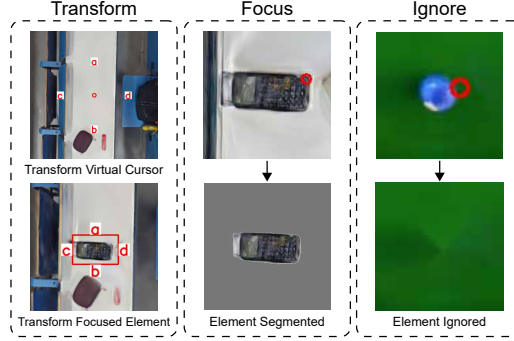 Transform
Focus
Ignore
a
c
d
b
Transform Virtual Cursor
a
c
d
b
Transform Focused Element
Element Segmented
Element Ignored